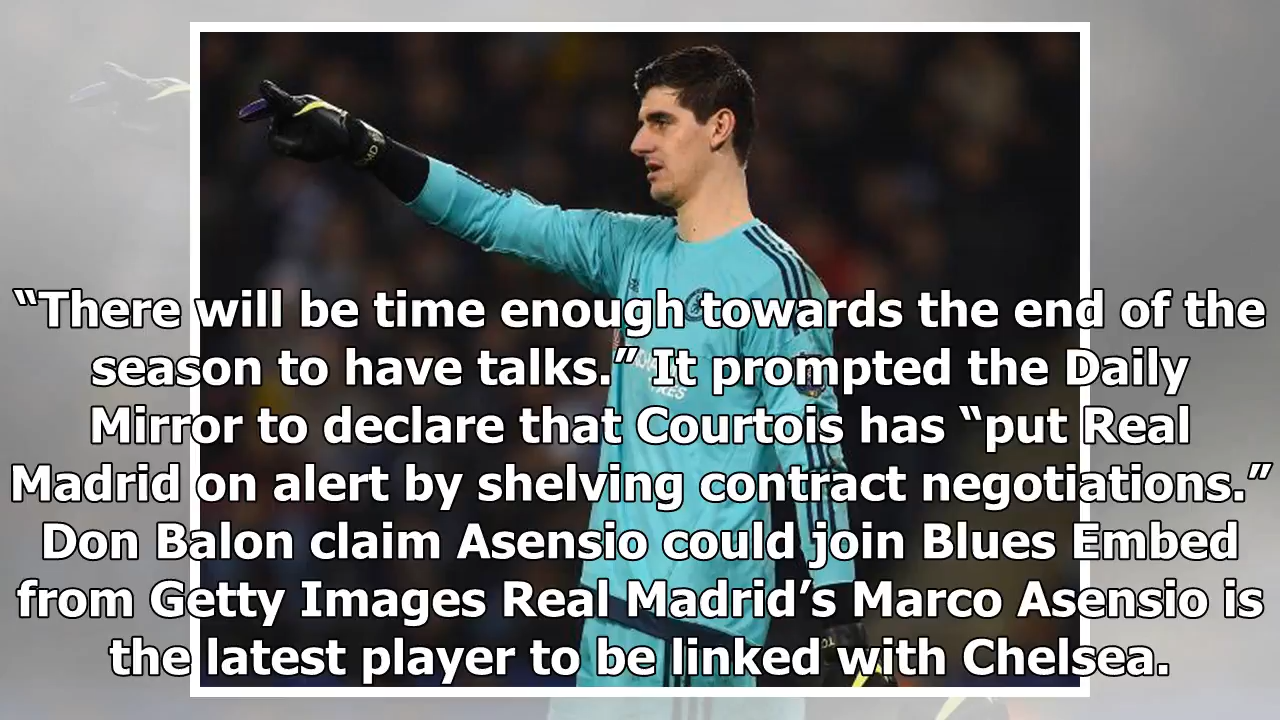 “There will be time enough towards the end of the
season to have talks.” It prompted the Daily
Mirror to declare that Courtois has “put Real
Madrid on alert by shelving contract negotiations.”
Don Balon claim Asensio could join Blues Embed
from Getty Images Real Madrid’s Marco Asensio is
the latest player to be linked with Chelsea.